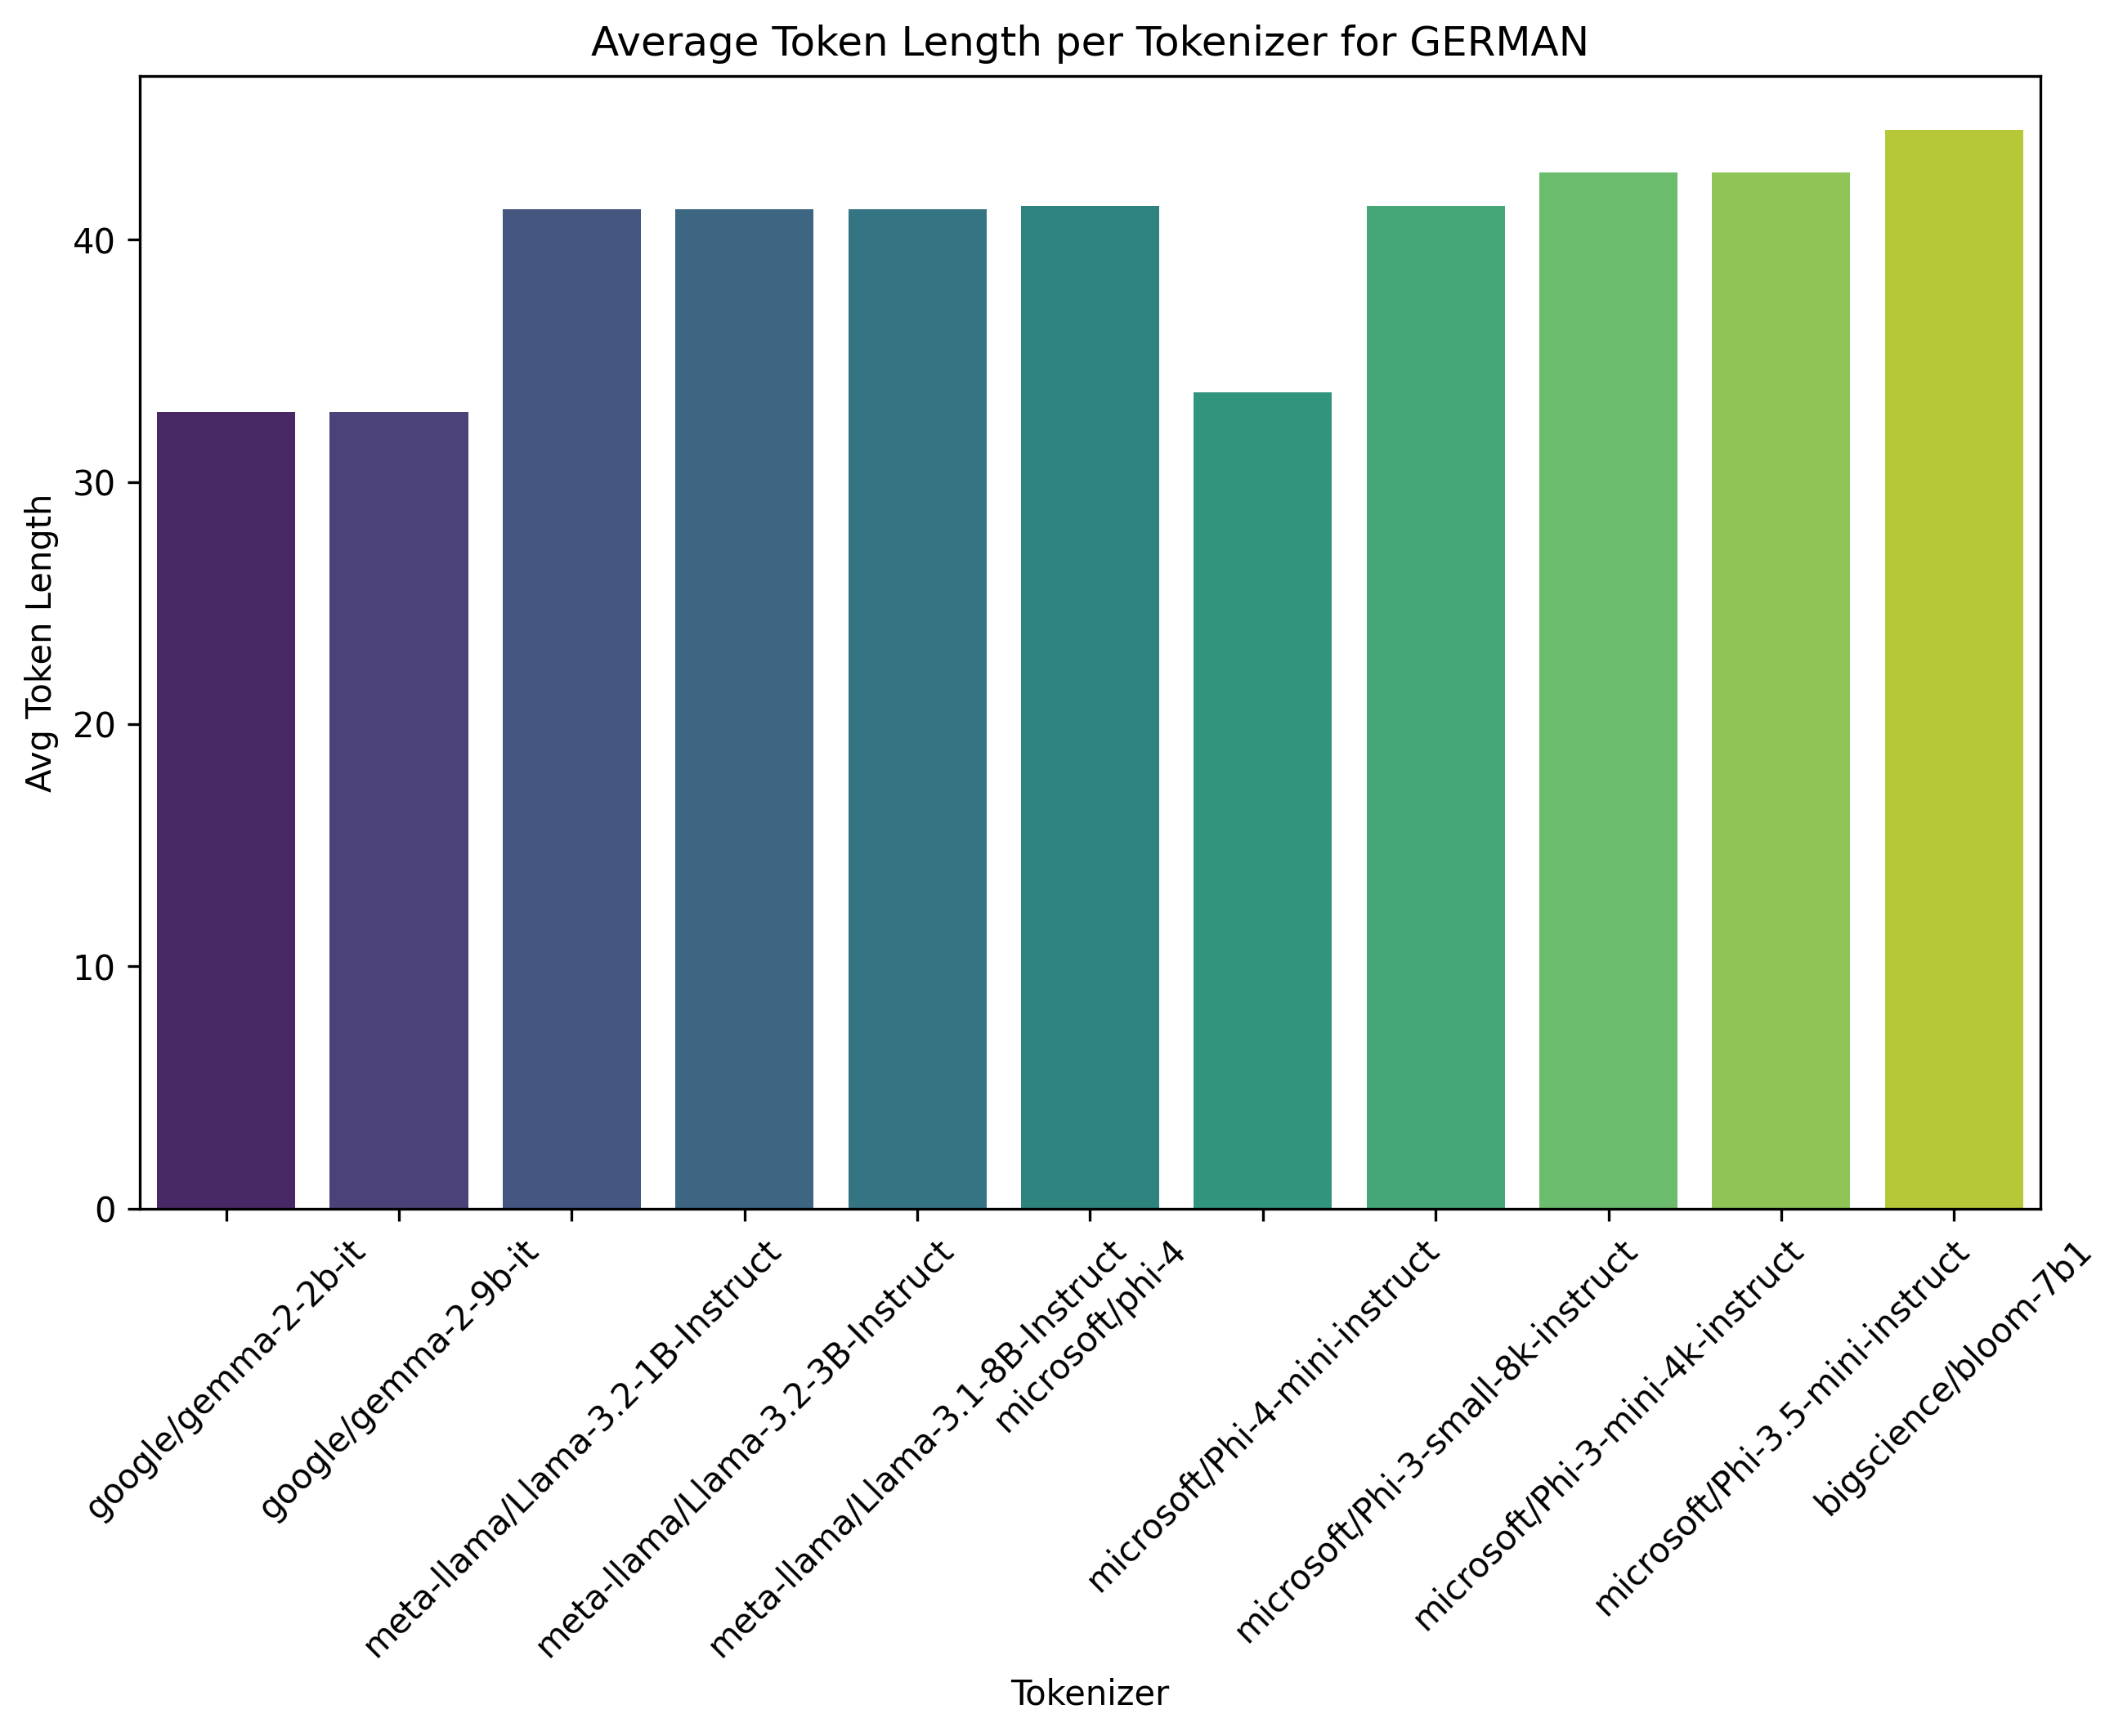 Average Token Length per Tokenizer for GERMAN
Avg Token Length
40
30
20
10
0
google/gemma-2-2b-it
google/gemma-2-9b-it
meta-llama/Llama-3.2-1B-Instruct
meta-llama/Llama-3.2-3B-Instruct
meta-llama/Llama-3.1-8B-Instruct
microsoft/phi-4
microsoft/Phi-4-mini-instruct
microsoft/Phi-3-small-8k-instruct
microsoft/Phi-3-mini-4k-instruct
microsoft/Phi-3.5-mini-instruct
bigscience/bloom-7b1
Tokenizer